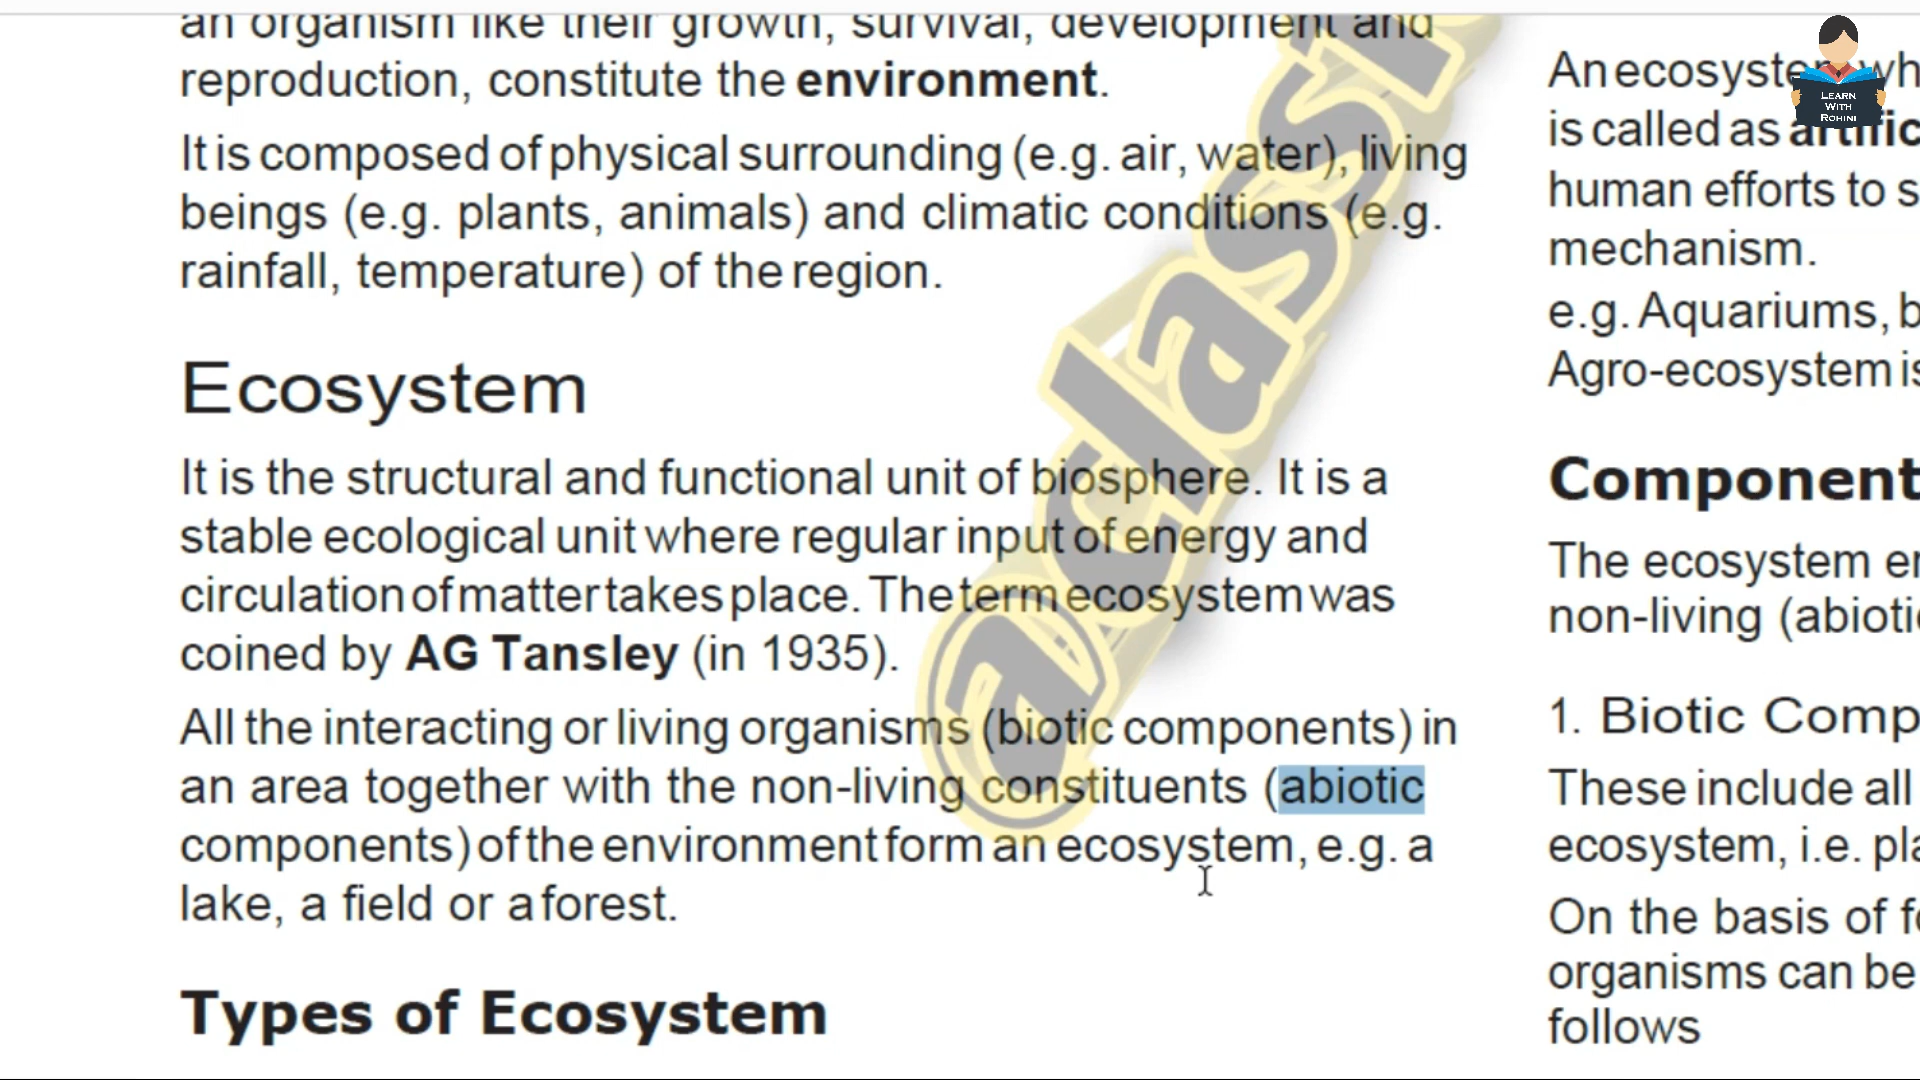 an organism like their growth, survival, development and
reproduction, constitute the environment.
It is composed of physical surrounding (e.g. air, water), living
beings (e.g. plants, animals) and climatic conditions (e.g.
rainfall, temperature) of the region.
Ecosystem
It is the structural and functional unit of biosphere. It is a
stable ecological unit where regular input of energy and
circulation of matter takes place. The term ecosystem was
coined by AG Tansley (in 1935).
All the interacting or living organisms (biotic components) in
an area together with the non-living constituents (abiotic
components) of the environment form an ecosystem, e.g. a
lake, a field or a forest.
Types of Ecosystem
An ecosystem
is called as
human efforts to
mechanism.
e.g. Aquariums,
Agro-ecosystem
The ecosystem
non-living
1. Biotic
These include all
ecosystem, i.e.
On the basis of
organisms can be
follows
LEARN
WITH
ROHINI